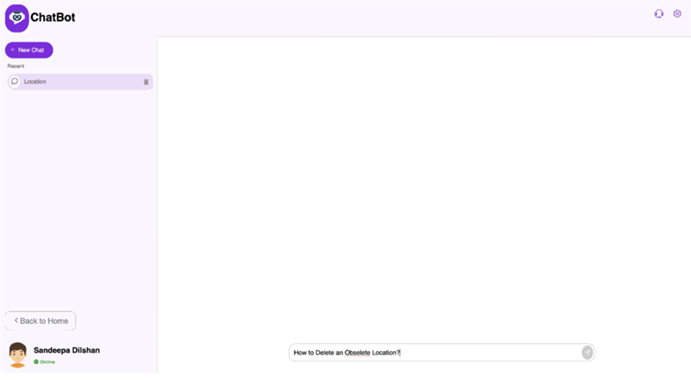 ChatBot
+ New Chat
Recent
Location
< Back to Home
Sandeepa Dilshan
Online
How to Delete an Obselete Location?